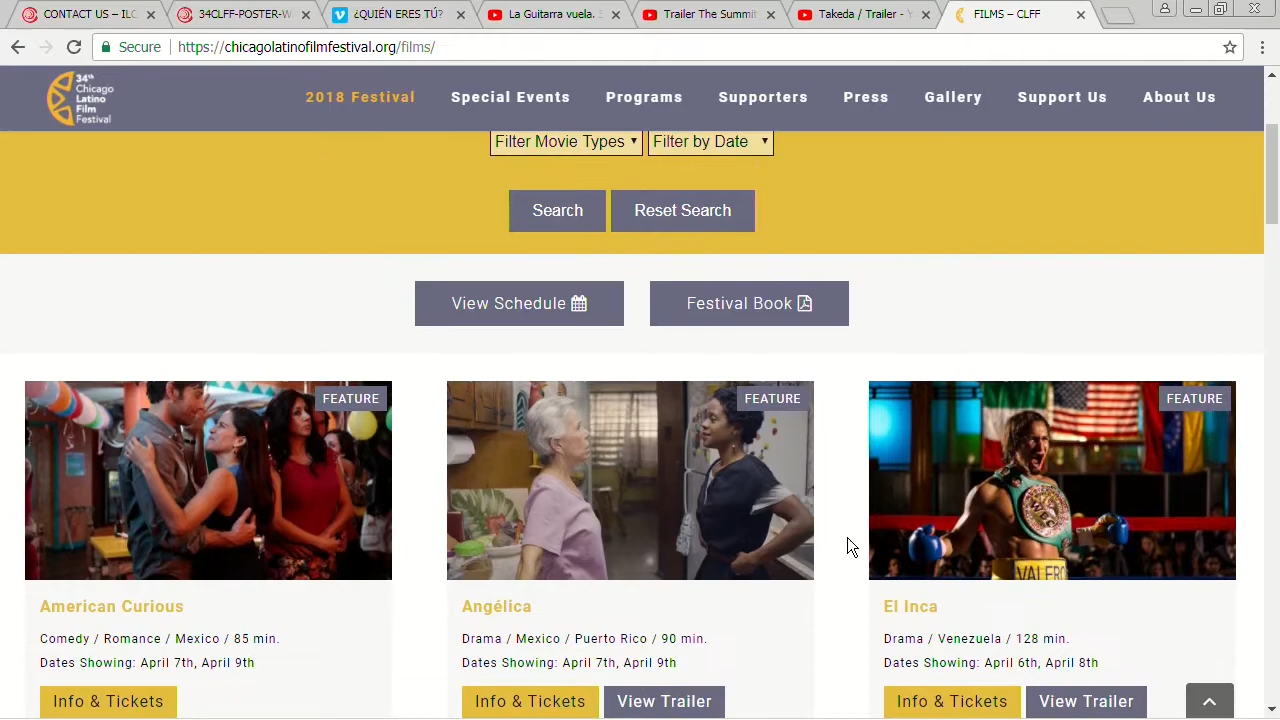 CONTACT US – ILC
34CLFF-POSTER-W
¿QUIÉN ERES TÚ?
La Guitarra vuela. S
Trailer The Summit
Takeda / Trailer - Y
FILMS – CLFF
Secure
https://chicagolatinofilmfestival.org/films/
34th
Chicago
Latino
Film
Festival
2018 Festival
Special Events
Programs
Supporters
Press
Gallery
Support Us
About Us
Filter Movie Types
Filter by Date
Search
Reset Search
View Schedule
Festival Book
FEATURE
FEATURE
FEATURE
VALERO
American Curious
Angélica
El Inca
Comedy / Romance / Mexico / 85 min.
Drama / Mexico / Puerto Rico / 90 min.
Drama / Venezuela / 128 min.
Dates Showing: April 7th, April 9th
Dates Showing: April 7th, April 9th
Dates Showing: April 6th, April 8th
Info & Tickets
Info & Tickets
View Trailer
Info & Tickets
View Trailer